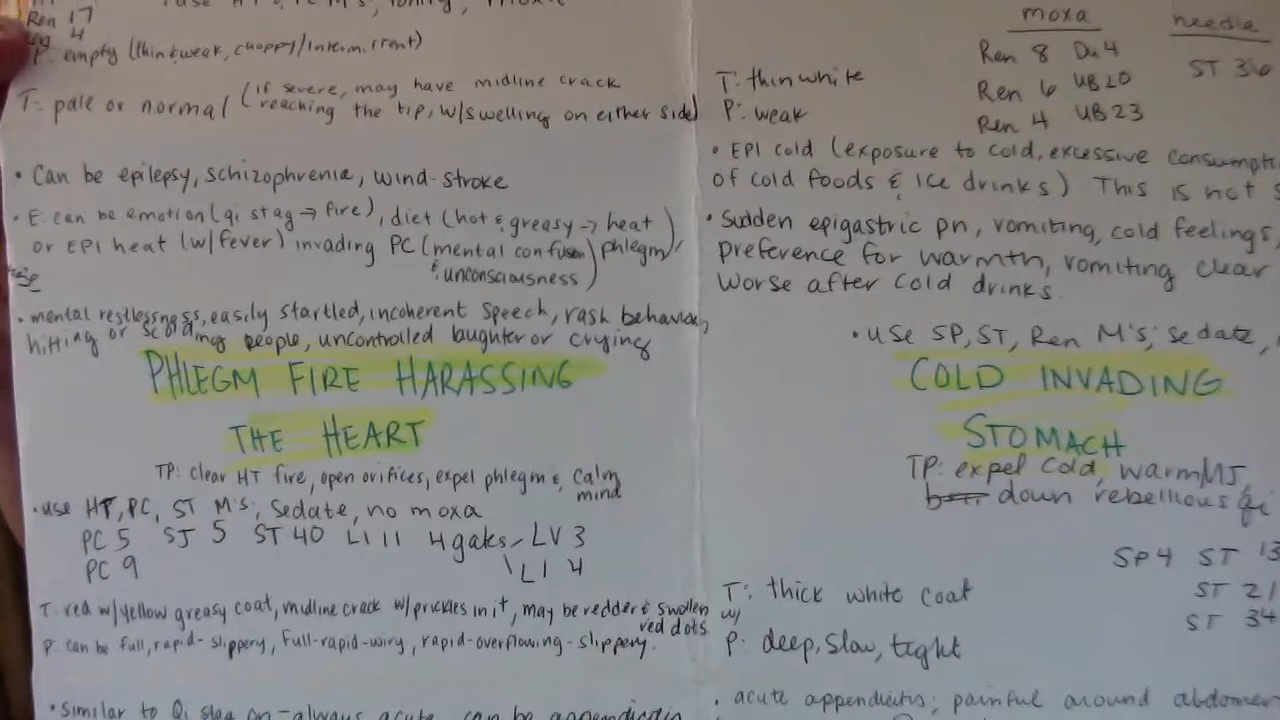 Ren 17
4
P: empty (thin & weak, choppy/intermittent)
T: pale or normal (if severe, may have midline crack
reaching the tip, w/swelling on either side)
• Can be epilepsy, schizophrenia, wind-stroke
• E: can be emotion (qi stag → fire), diet (hot & greasy → heat
or EPI heat (w/ fever) invading PC (mental confusion phlegm),
& unconsciousness)
• mental restlessness, easily startled, incoherent speech, rash behavior,
hitting or scolding people, uncontrolled laughter or crying
PHLEGM FIRE HARASSING
THE HEART
TP: clear HT fire, open orifices, expel phlegm &, calm
mind
• use HT, PC, ST M's; sedate, no moxa
PC 5 SJ 5 ST 40 LI 11 4 gates LV 3
PC 9 LI 4
T: red w/yellow greasy coat, midline crack w/prickles in it, may be redder & swollen
w/
red dots.
P: can be full, rapid-slippery, full-rapid-wiry, rapid-overflowing-slippery.
• Similar to Qi stag
always acute, can be
moxa needle
Ren 8 Du 4 ST 36
T: thin white
Ren 6 UB 20
P: weak
Ren 4 UB 23
• EPI cold (exposure to cold, excessive
of cold foods & ice drinks) This is not
• Sudden epigastric pn, vomiting, cold feelings,
preference for warmth, vomiting clear
worse after cold drinks.
• use SP, ST, Ren M's; sedate,
COLD INVADING
STOMACH
TP: expel cold, warm MJ,
down rebellious Qi
SP 4 ST 13
T: thick white coat
ST 21
ST 34
P: deep, slow, tight
• acute appendicitis; painful around